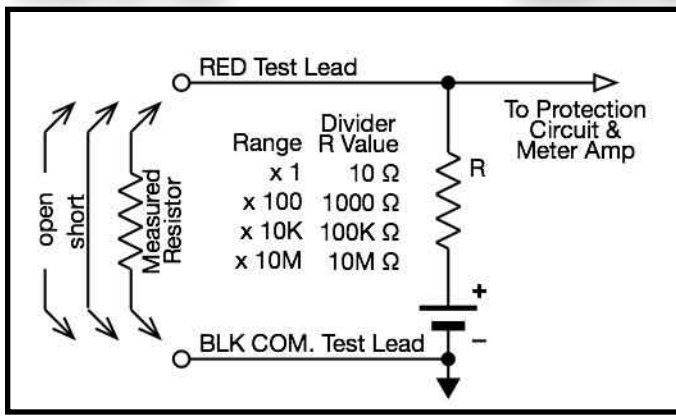 RED Test Lead
To Protection
Circuit &
Meter Amp
Divider
Range R Value
x 1 10 Ω
x 100 1000 Ω
x 10K 100K Ω
x 10M 10M Ω
R
open
short
Measured
Resistor
+
−
BLK COM. Test Lead